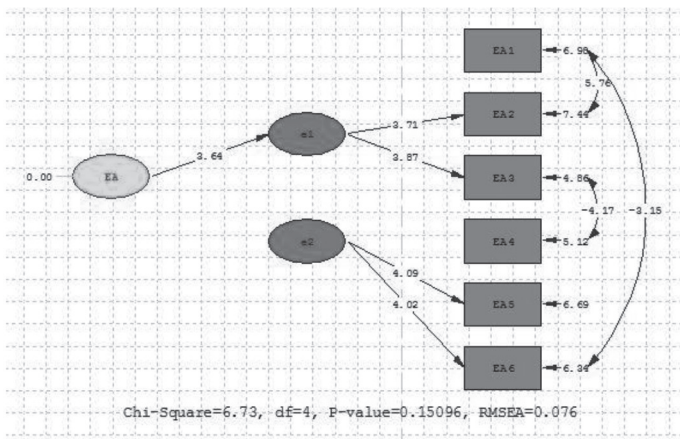 EA1
6.98
5.76
EA2
7.44
e1
3.71
3.64
3.87
0.00
EA
EA3
4.86
-4.17
-3.15
e2
EA4
5.12
4.09
4.02
EA5
6.69
EA6
6.34
Chi-Square=6.73, df=4, P-value=0.15096, RMSEA=0.076